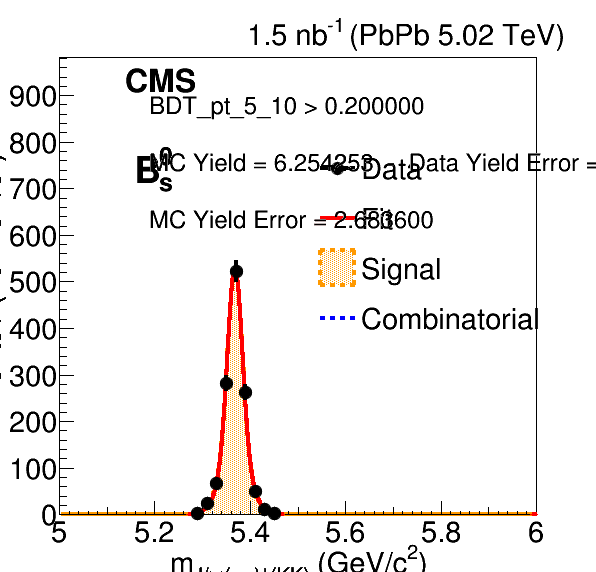 1.5 nb⁻¹ (PbPb 5.02 TeV)
CMS
BDT_pt_5_10 > 0.200000
B⁰ₛ
MC Yield = 6.254253
Data Yield Error =
Data
MC Yield Error = 2.683600
Fit
Signal
Combinatorial
900
800
700
600
500
400
300
200
100
0
5 5.2 5.4 5.6 5.8 6
(GeV/c²)